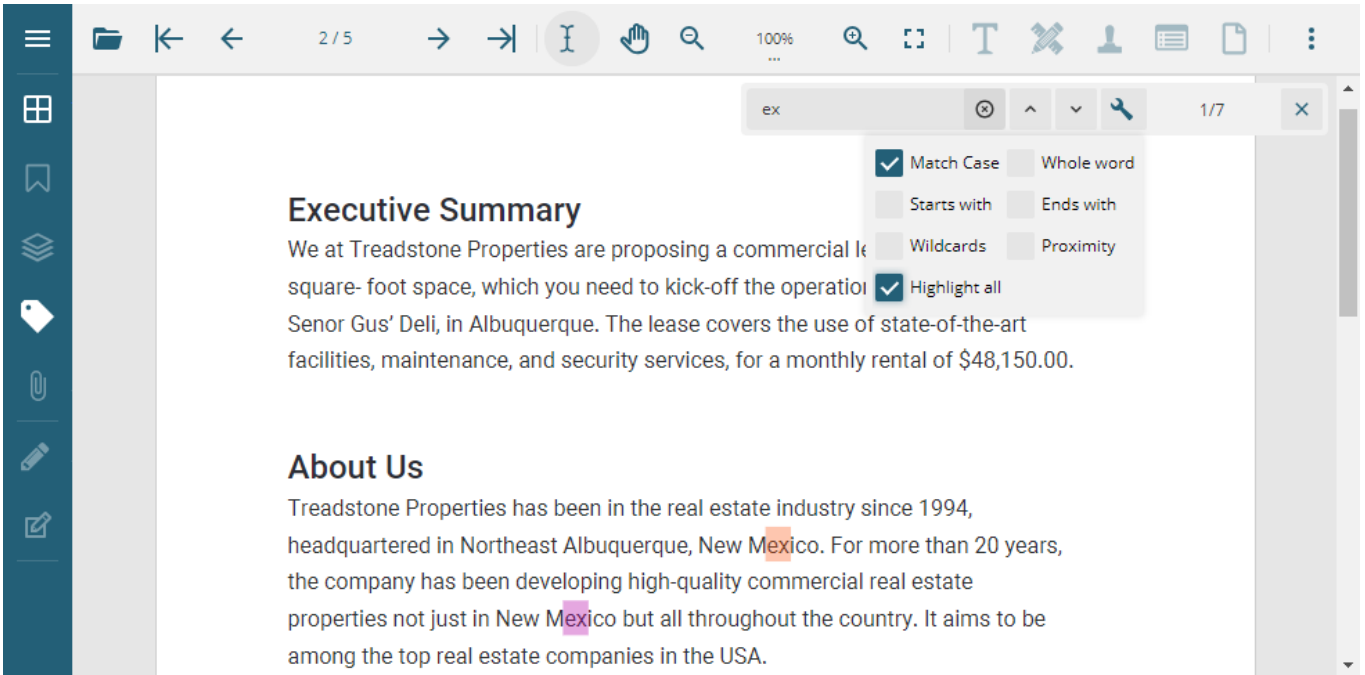 2 / 5
100%
ex
1/7
Match Case
Whole word
Starts with
Ends with
Wildcards
Proximity
Highlight all
Executive Summary
We at Treadstone Properties are proposing a commercial
square- foot space, which you need to kick-off the
Senor Gus’ Deli, in Albuquerque. The lease covers the use of state-of-the-art
facilities, maintenance, and security services, for a monthly rental of $48,150.00.
About Us
Treadstone Properties has been in the real estate industry since 1994,
headquartered in Northeast Albuquerque, New Mexico. For more than 20 years,
the company has been developing high-quality commercial real estate
properties not just in New Mexico but all throughout the country. It aims to be
among the top real estate companies in the USA.